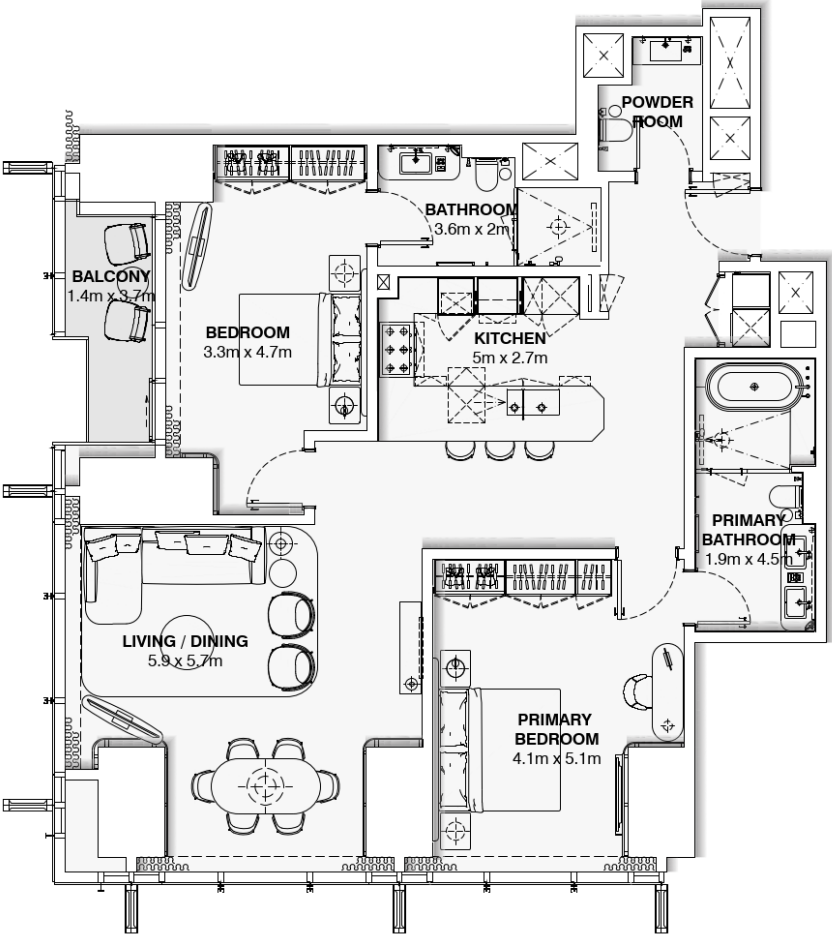 POWDER
ROOM
BATHROOM
3.6m x 2m
BALCONY
1.4m x 3.7m
BEDROOM
3.3m x 4.7m
KITCHEN
5m x 2.7m
PRIMARY
BATHROOM
1.9m x 4.5m
LIVING / DINING
5.9 x 5.7m
PRIMARY
BEDROOM
4.1m x 5.1m